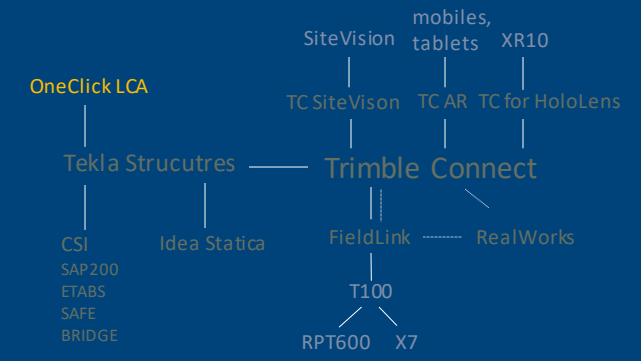 SiteVision
mobiles,
tablets
XR10
OneClick LCA
TC SiteVison
TC AR
TC for HoloLens
Tekla Strucutres
Trimble Connect
CSI
SAP200
ETABS
SAFE
BRIDGE
Idea Statica
FieldLink
RealWorks
T100
RPT600
X7